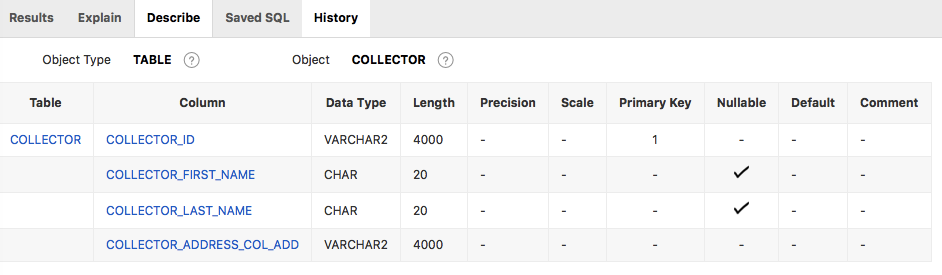 Results Explain Describe Saved SQL History
Object Type TABLE ? Object COLLECTOR ?
Table Column Data Type Length Precision Scale Primary Key Nullable Default Comment
COLLECTOR COLLECTOR_ID VARCHAR2 4000 - - 1 - - -
COLLECTOR_FIRST_NAME CHAR 20 - - - ✓ - -
COLLECTOR_LAST_NAME CHAR 20 - - - ✓ - -
COLLECTOR_ADDRESS_COL_ADD VARCHAR2 4000 - - - - - -